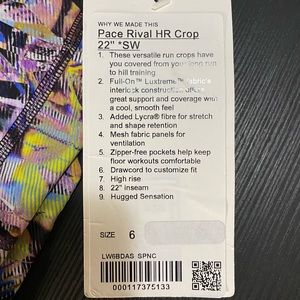 WHY WE MADE THIS
Pace Rival HR Crop
22" *SW
1. These versatile run crops have
you covered from your long run
to hill training
2. Full-On™ Luxtreme™ fabric's
interlock construction offers
great support and coverage with
a cool, smooth feel
3. Added Lycra® fibre for stretch
and shape retention
4. Mesh fabric panels for
ventilation
5. Zipper-free pockets help keep
floor workouts comfortable
6. Drawcord to customize fit
7. High rise
8. 22" Inseam
9. Hugged Sensation
SIZE 6
LW6BDAS SPNC
000117375133